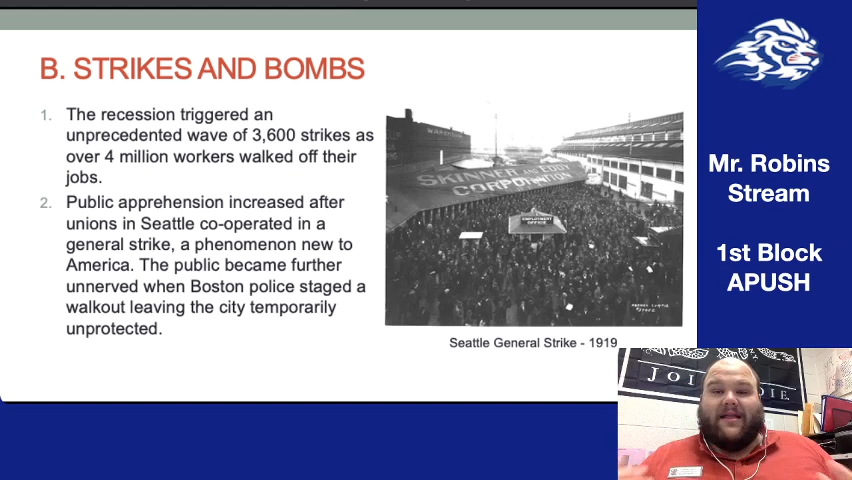 B. STRIKES AND BOMBS
1. The recession triggered an
unprecedented wave of 3,600 strikes as
over 4 million workers walked off their
jobs.
2. Public apprehension increased after
unions in Seattle co-operated in a
general strike, a phenomenon new to
America. The public became further
unnerved when Boston police staged a
walkout leaving the city temporarily
unprotected.
SKINNER AND EDDY
CORPORATION
EMPLOYMENT
OFFICE
Seattle General Strike - 1919
Mr. Robins
Stream
1st Block
APUSH
JOIN
DIE.